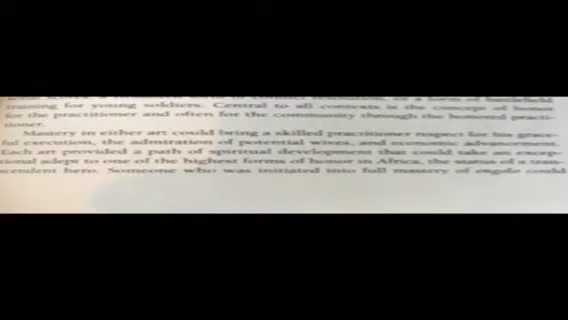 training for young soldiers. Central to all contexts is the concept of honor
for the practitioner and often for the community through the honored practi-
tioner.
Mastery in either art could bring a skilled practitioner respect for his grace-
ful execution, the admiration of potential wives, and economic advancement.
Each art provided a path of spiritual development that could take an excep-
tional adept to one of the highest forms of honor in Africa, the status of a tran-
scendent hero. Someone who was initiated into full mastery of engolo could